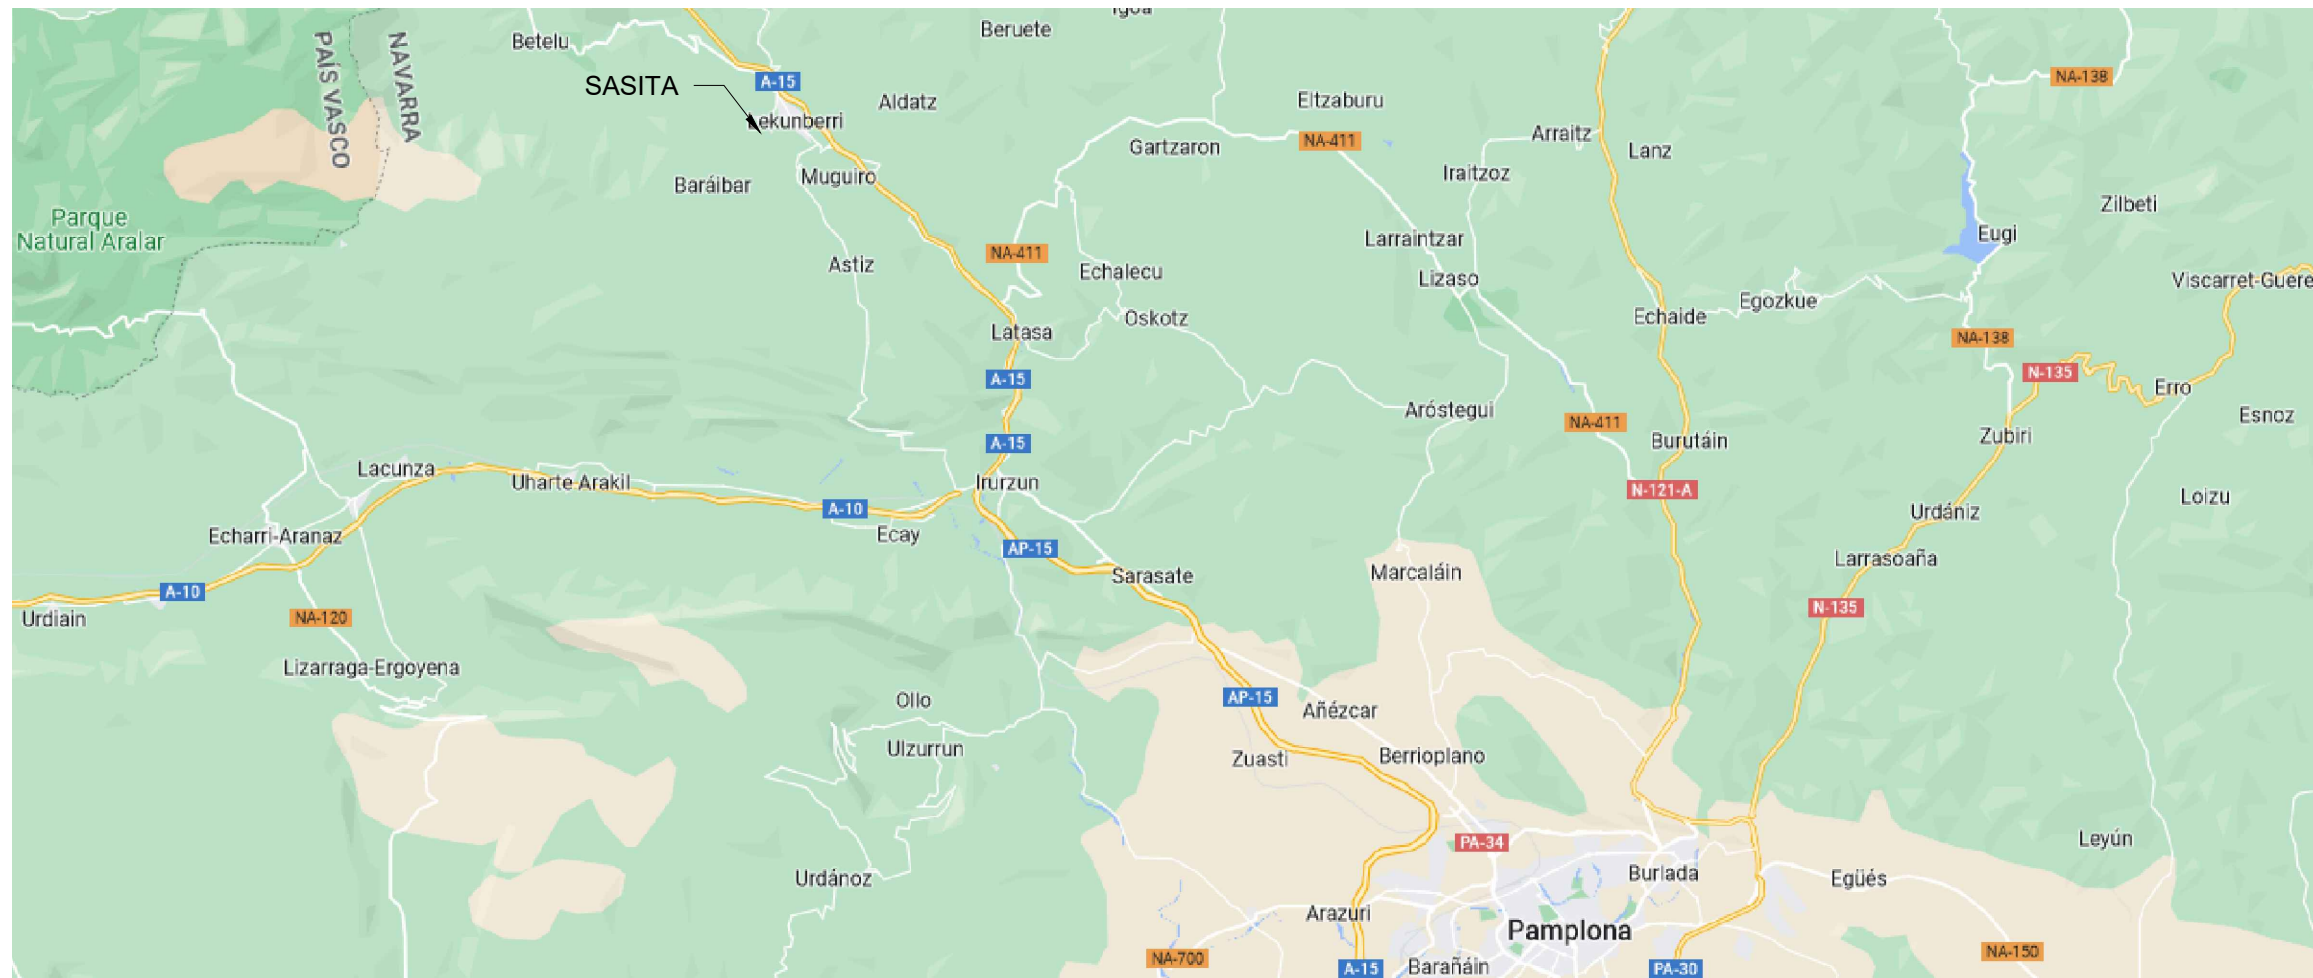 Igoa
Beruete
Betelu
PAÍS VASCO
NAVARRA
A-15
SASITA
NA-138
Aldatz
Eltzaburu
Lekunberri
Arraitz
NA-411
Gartzaron
Lanz
Iraitzoz
Muguiro
Baráibar
Zilbeti
Parque
Natural Aralar
Eugi
Larraintzar
NA-411
Astiz
Echalecu
Lizaso
Viscarret-Guere
Egozkue
Oskotz
Echaide
Latasa
NA-138
N-135
A-15
Erro
Aróstegui
Esnoz
NA-411
Zubiri
Burutáin
A-15
Lacunza
Uharte Arakil
Irurzun
N-121-A
Loizu
A-10
Urdániz
Ecay
Echarri-Aranaz
AP-15
Larrasoaña
Marcaláin
Sarasate
A-10
N-135
Urdiain
NA-120
Lizarraga-Ergoyena
AP-15
Ollo
Añézcar
Ulzurrun
Zuasti
Berrioplano
PA-34
Leyún
Burlada
Urdánoz
Egüés
Arazuri
Pamplona
NA-150
NA-700
A-15
Barañáin
PA-30